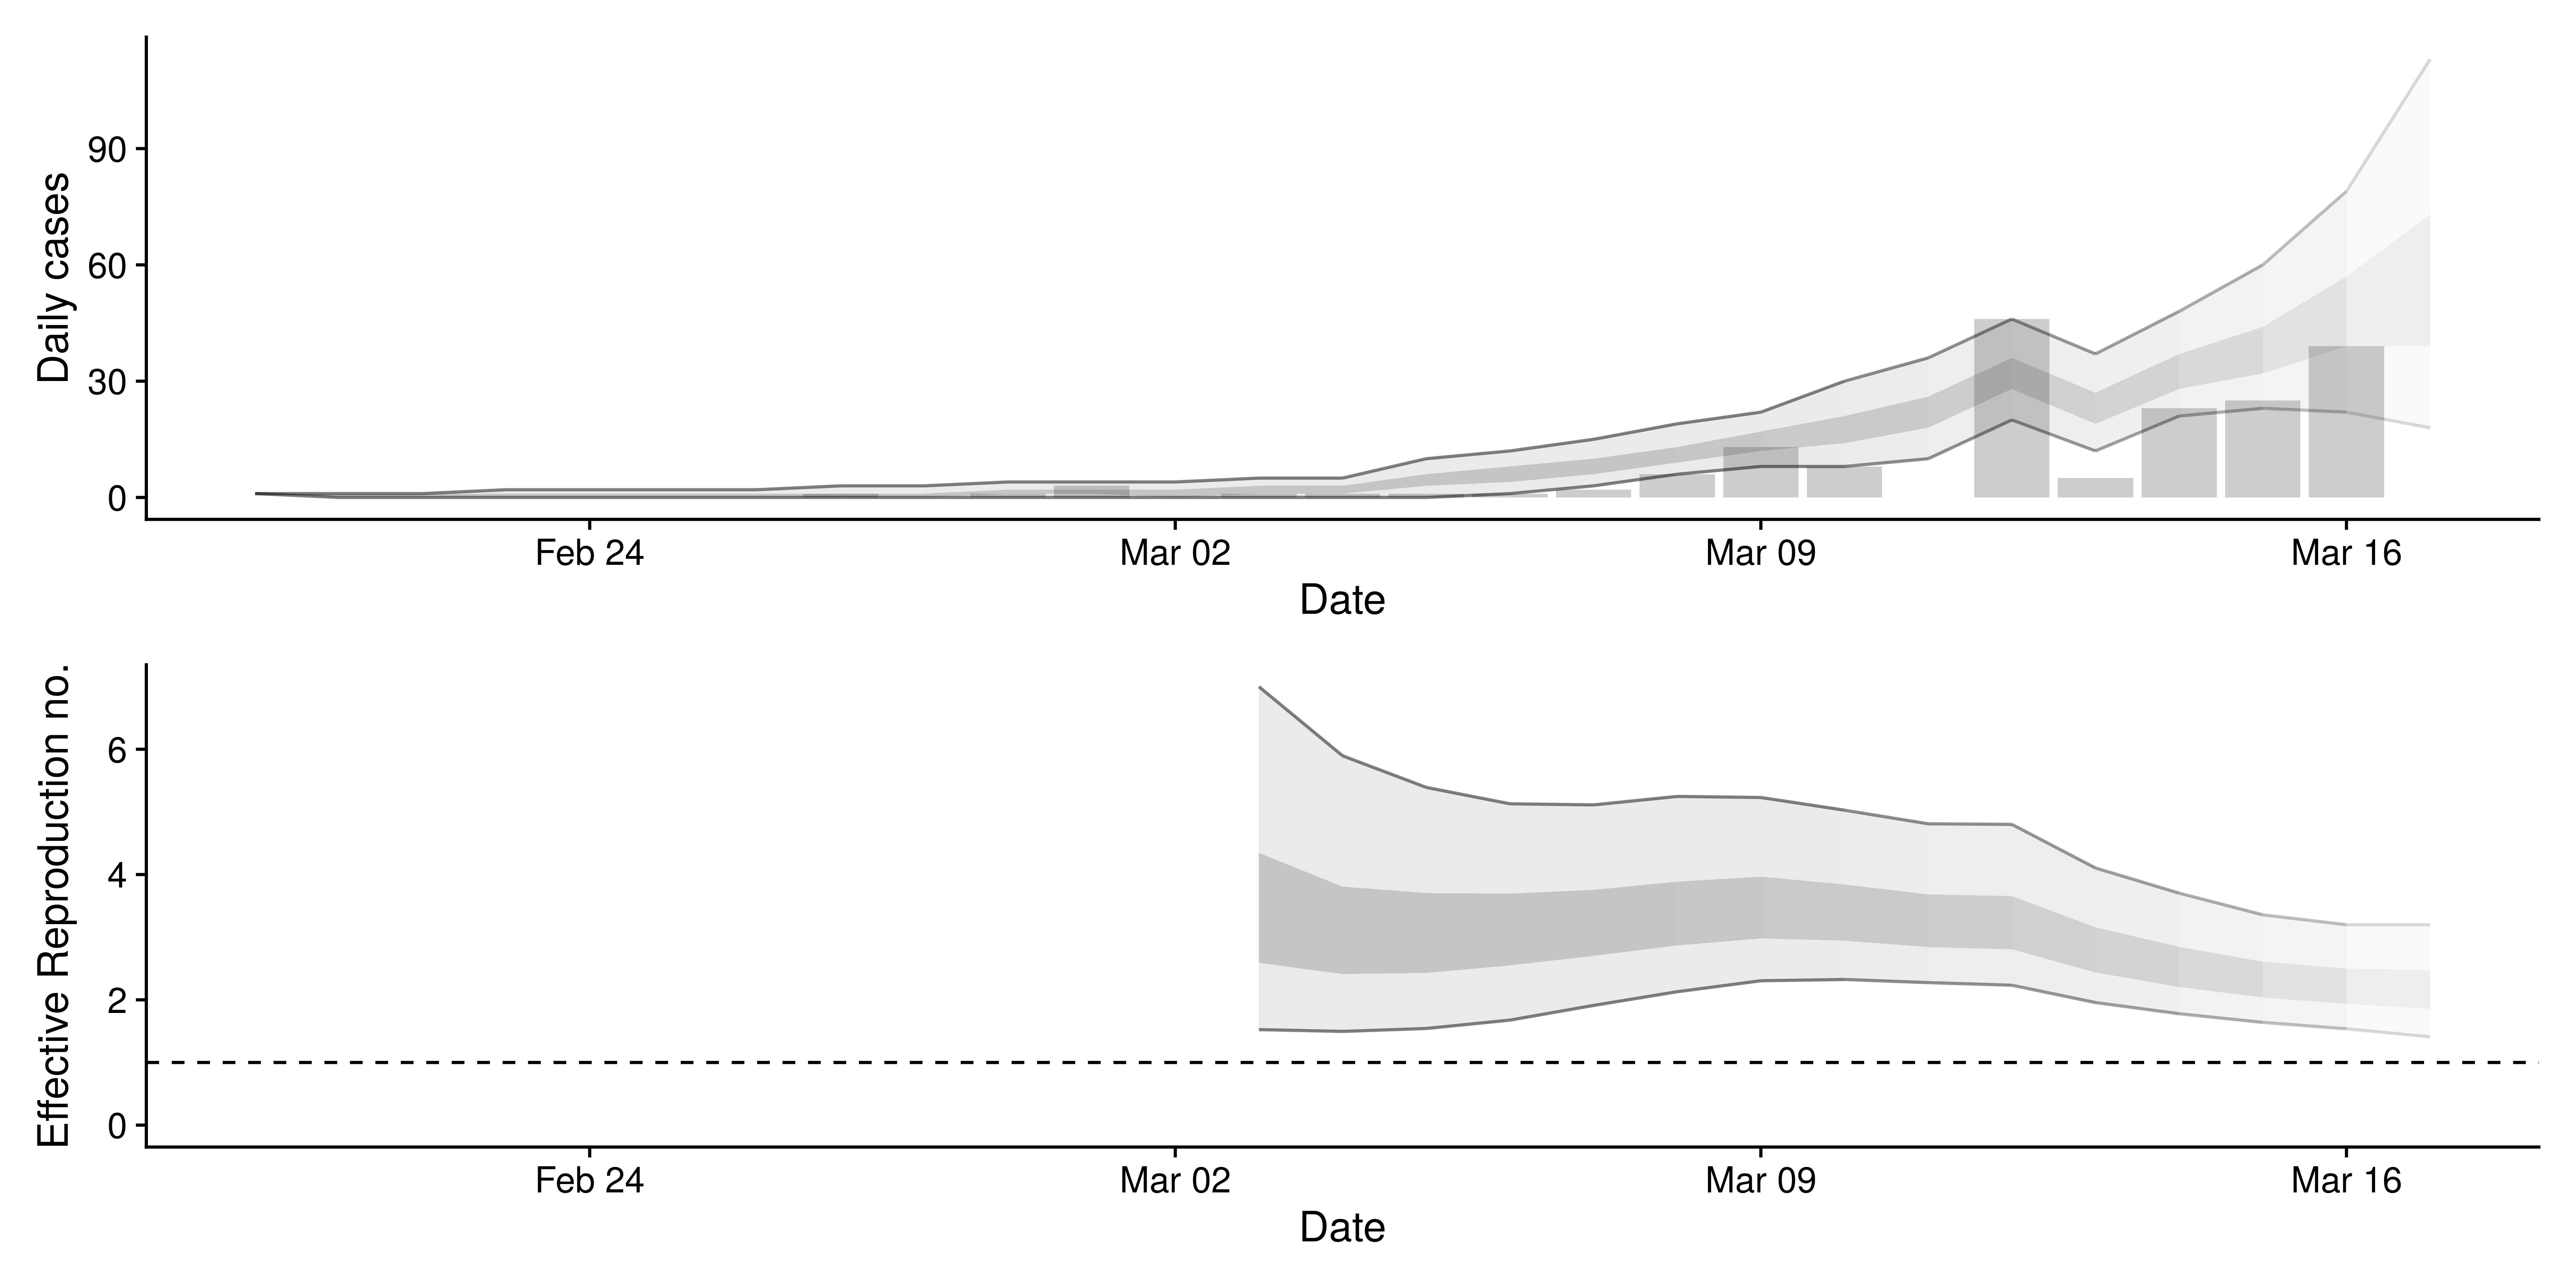 Daily cases
90
60
30
0
Feb 24 Mar 02 Mar 09 Mar 16
Date
Effective Reproduction no.
6
4
2
0
Feb 24 Mar 02 Mar 09 Mar 16
Date